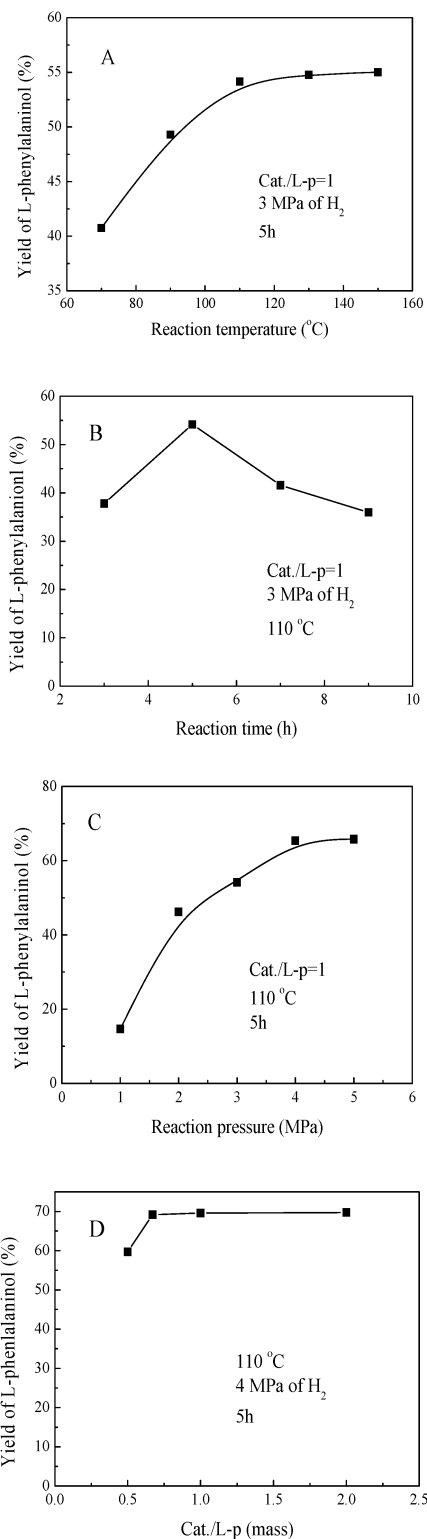 60
55
50
45
40
35
60 80 100 120 140 160
A
Cat./L-p=1
3 MPa of H2
5h
Yield of L-phenylalaninol (%)
Reaction temperature (oC)
60
50
40
30
20
10
0
2 4 6 8 10
B
Cat./L-p=1
3 MPa of H2
110 oC
Yield of L-phenylalanionl (%)
Reaction time (h)
80
60
40
20
0
0 1 2 3 4 5 6
C
Cat./L-p=1
110 oC
5h
Yield of L-phenylalaninol (%)
Reaction pressure (MPa)
70
60
50
40
30
20
10
0
0.0 0.5 1.0 1.5 2.0 2.5
D
110 oC
4 MPa of H2
5h
Yield of L-phenlalaninol (%)
Cat./L-p (mass)